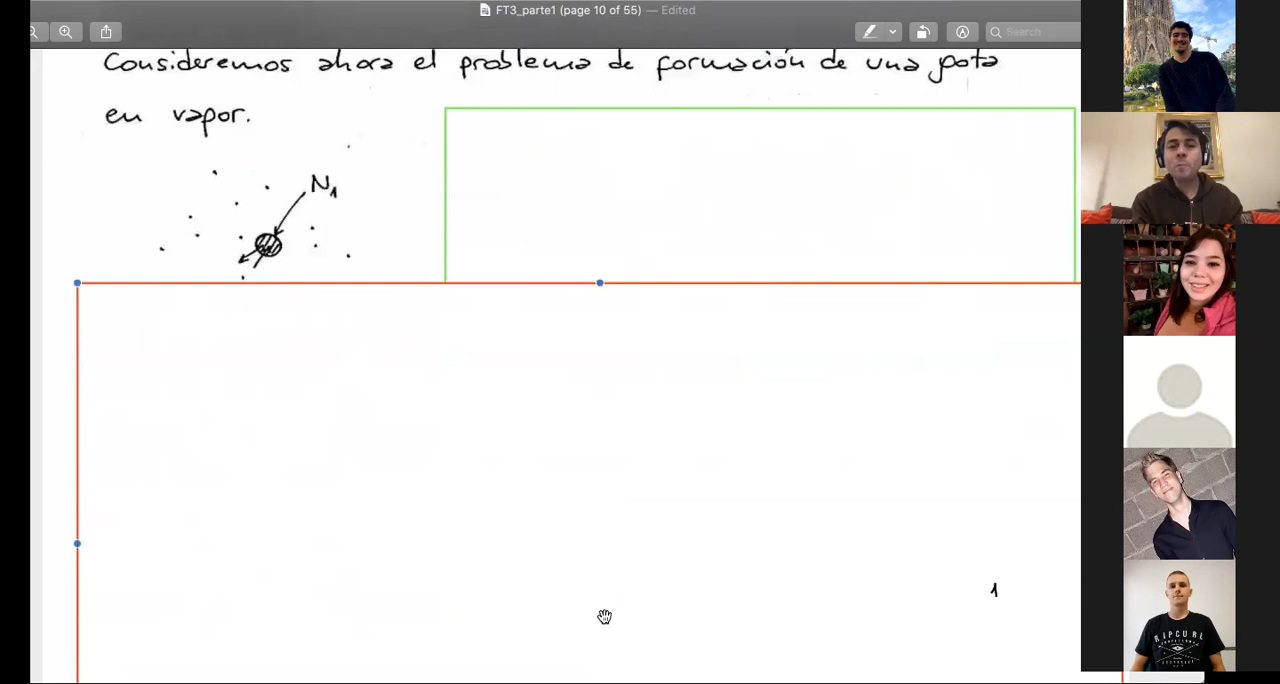 FT3_parte1 (page 10 of 55) — Edited
Search
Consideremos ahora el problema de formación de una gota
en vapor.
N1
1
RIPCURL